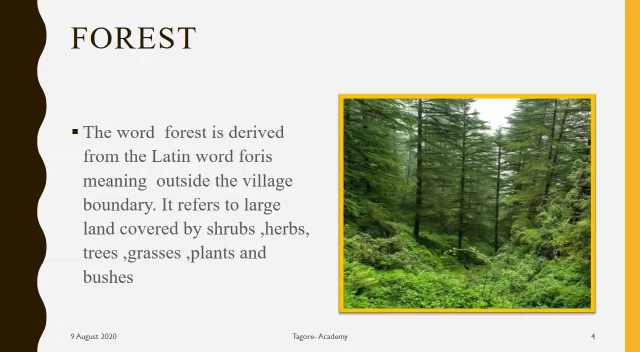 FOREST
▪ The word  forest is derived
from the Latin word foris
meaning  outside the village
boundary. It refers to large
land covered by shrubs ,herbs,
trees ,grasses ,plants and
bushes
9 August 2020
Tagore- Academy
4